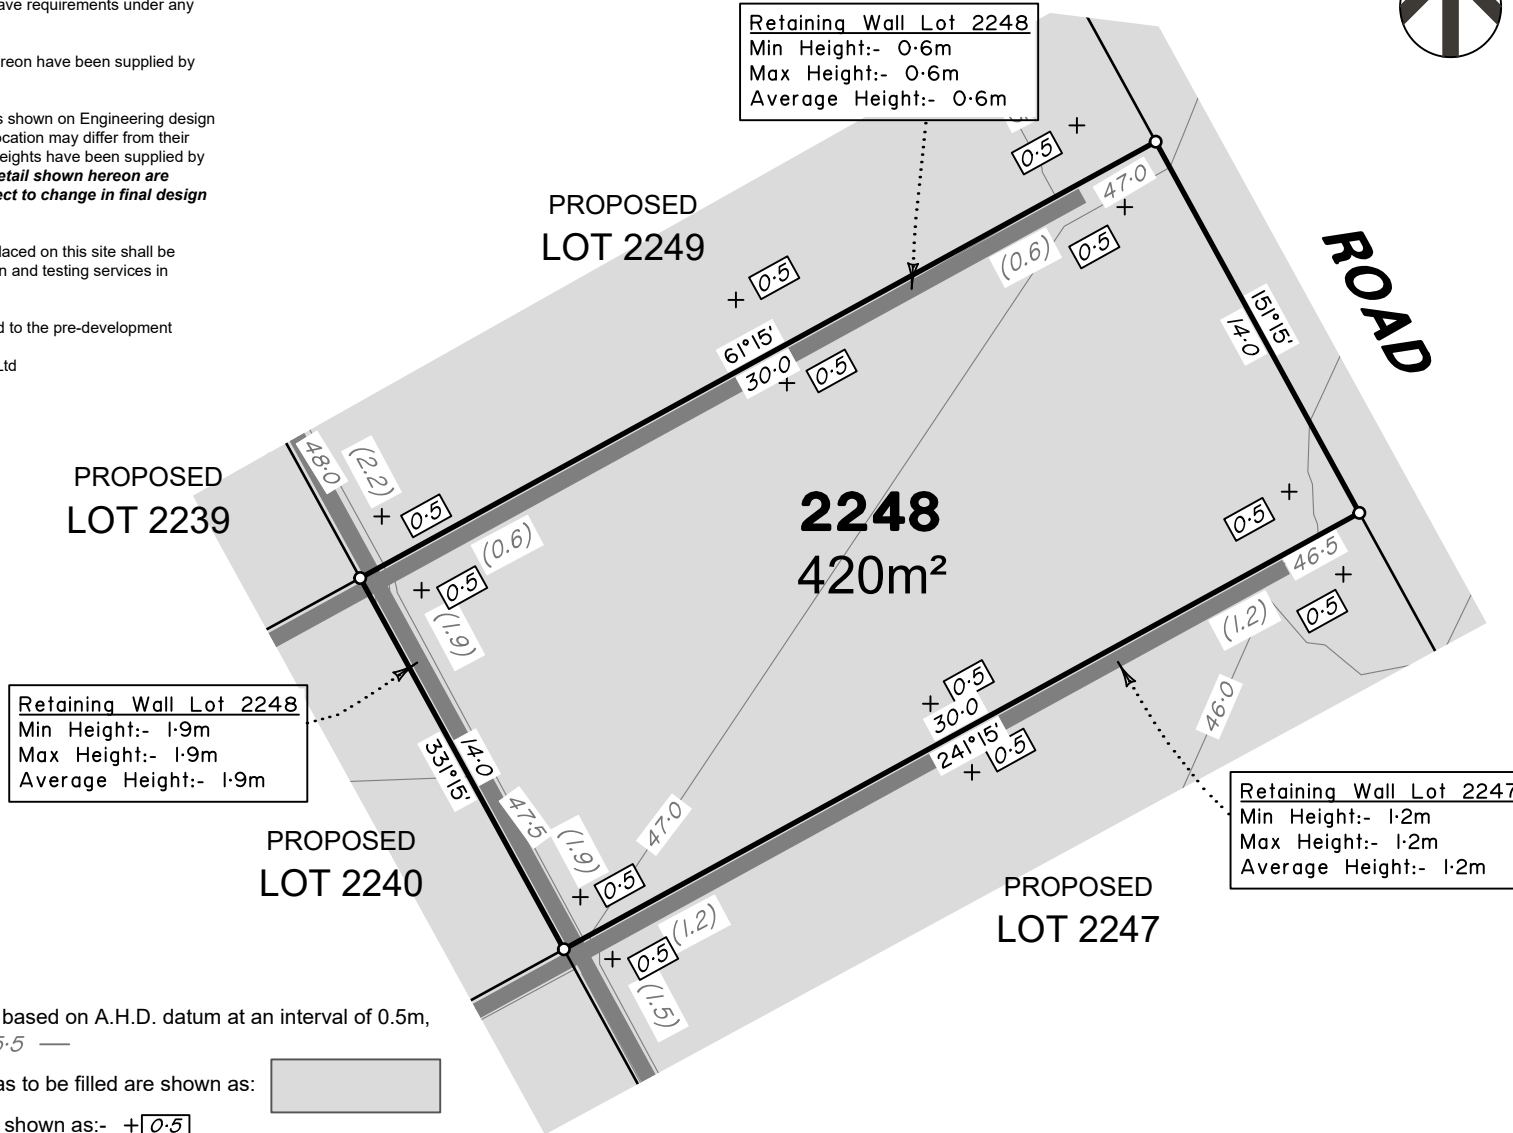 ave requirements under any
ereon have been supplied by
s shown on Engineering design
ocation may differ from their
eights have been supplied by
etail shown hereon are
ect to change in final design
laced on this site shall be
n and testing services in
d to the pre-development
Ltd
Retaining Wall Lot 2248
Min Height:- 0·6m
Max Height:- 0·6m
Average Height:- 0·6m
0·5
47·0
PROPOSED
LOT 2249
0·5
(0.6)
0·5
ROAD
151°15'
14·0
61°15'
30·0
0·5
48·0
(2.2)
PROPOSED
LOT 2239
0·5
(0.6)
0·5
(1.9)
2248
420m²
0·5
46·5
0·5
(1.2)
Retaining Wall Lot 2248
Min Height:- 1·9m
Max Height:- 1·9m
Average Height:- 1·9m
331°15'
14·0
0·5
30·0
241°15'
0·5
46·0
47·5
(1.9)
47·0
Retaining Wall Lot 2247
Min Height:- 1·2m
Max Height:- 1·2m
Average Height:- 1·2m
PROPOSED
LOT 2240
0·5
(1.2)
0·5
(1.5)
PROPOSED
LOT 2247
based on A.H.D. datum at an interval of 0.5m,
5·5
as to be filled are shown as:
shown as:- +0·5